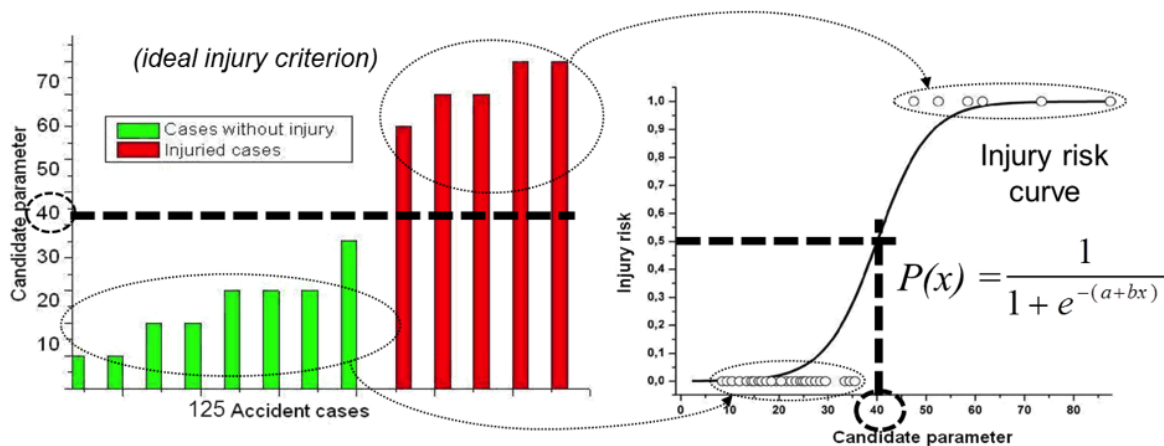 (ideal injury criterion)
70
60
50
40
30
20
10
Candidate parameter
Cases without injury
Injuried cases
125 Accident cases
1,0
0,9
0,8
0,7
0,6
0,5
0,4
0,3
0,2
0,1
0,0
Injury risk
Injury risk
curve
P(x) = 1 / 1 + e^-(a+bx)
0 10 20 30 40 50 60 70 80
Candidate parameter